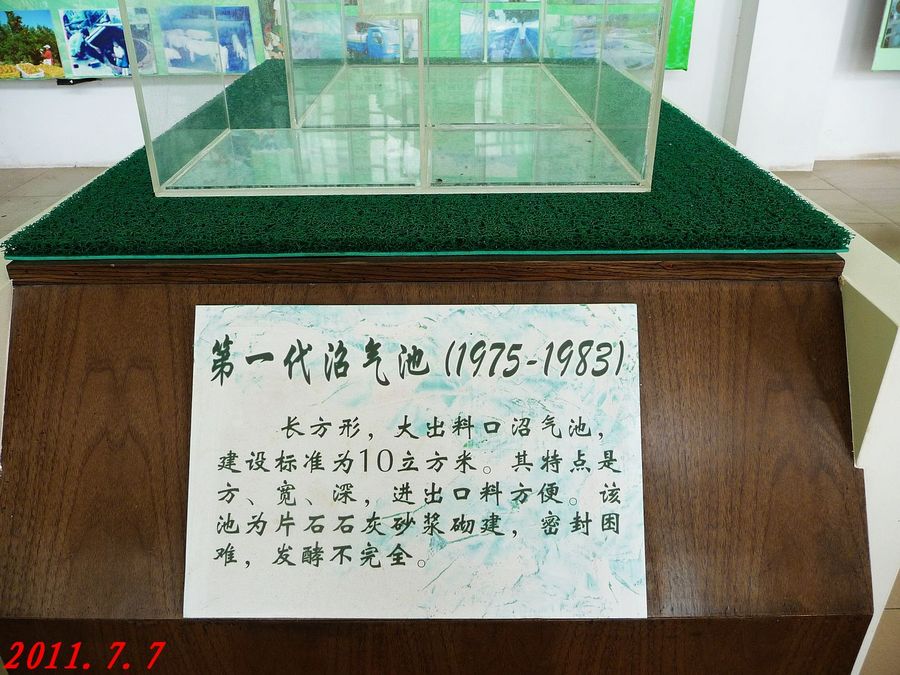 第一代沼气池(1975-1983)
长方形，大出料口沼气池，
建设标准为10立方米。其特点是
方、宽、深，进出口料方便。该
池为片石石灰砂浆砌建，密封困
难，发酵不完全。
2011.7.7